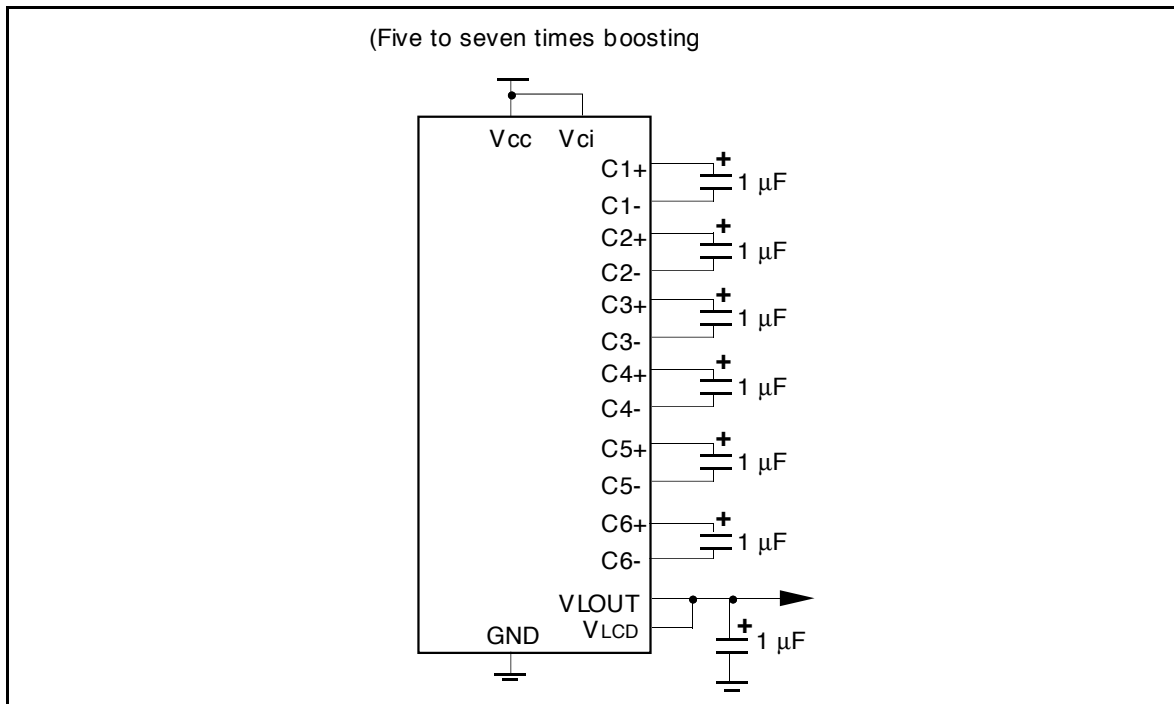 (Five to seven times boosting
Vcc Vci
C1+
+
1 μF
C1-
C2+
+
1 μF
C2-
C3+
+
1 μF
C3-
C4+
+
1 μF
C4-
C5+
+
1 μF
C5-
C6+
+
1 μF
C6-
VLOUT
VLCD
GND
+
1 μF